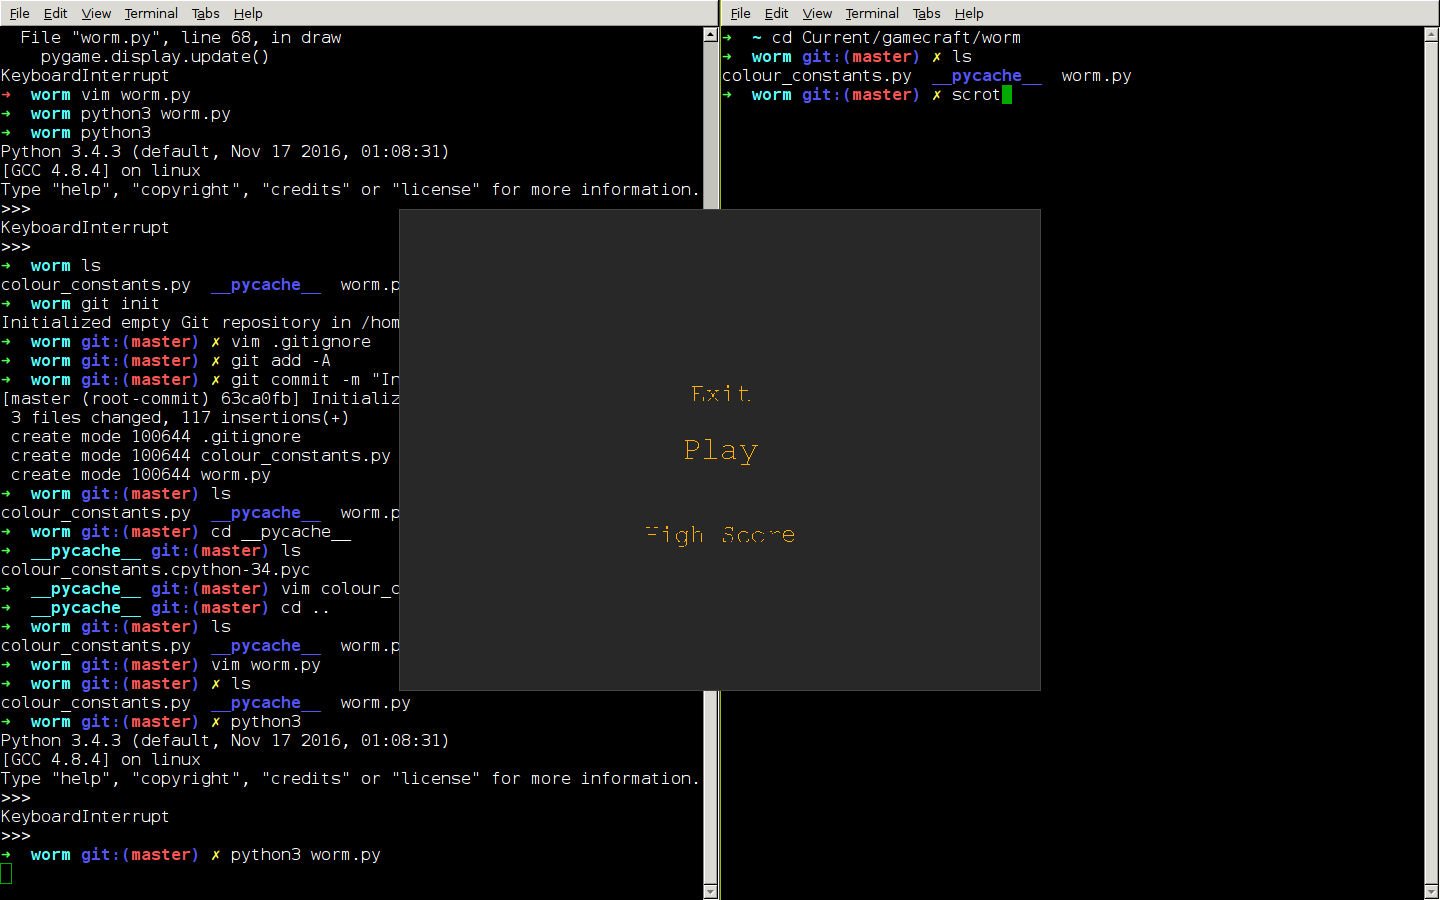 File Edit View Terminal Tabs Help
  File "worm.py", line 68, in draw
    pygame.display.update()
KeyboardInterrupt
➜  worm vim worm.py
➜  worm python3 worm.py
➜  worm python3
Python 3.4.3 (default, Nov 17 2016, 01:08:31)
[GCC 4.8.4] on linux
Type "help", "copyright", "credits" or "license" for more information.
>>>
KeyboardInterrupt
>>>
➜  worm ls
colour_constants.py  __pycache__  worm.p
➜  worm git init
Initialized empty Git repository in /hom
➜  worm git:(master) ✗ vim .gitignore
➜  worm git:(master) ✗ git add -A
➜  worm git:(master) ✗ git commit -m "In
[master (root-commit) 63ca0fb] Initializ
 3 files changed, 117 insertions(+)
 create mode 100644 .gitignore
 create mode 100644 colour_constants.py
 create mode 100644 worm.py
➜  worm git:(master) ls
colour_constants.py  __pycache__  worm.p
➜  worm git:(master) cd __pycache__
➜  __pycache__ git:(master) ls
colour_constants.cpython-34.pyc
➜  __pycache__ git:(master) vim colour_c
➜  __pycache__ git:(master) cd ..
➜  worm git:(master) ls
colour_constants.py  __pycache__  worm.p
➜  worm git:(master) vim worm.py
➜  worm git:(master) ✗ ls
colour_constants.py  __pycache__  worm.py
➜  worm git:(master) ✗ python3
Python 3.4.3 (default, Nov 17 2016, 01:08:31)
[GCC 4.8.4] on linux
Type "help", "copyright", "credits" or "license" for more information.
>>>
KeyboardInterrupt
>>>
➜  worm git:(master) ✗ python3 worm.py
File Edit View Terminal Tabs Help
➜  ~ cd Current/gamecraft/worm
➜  worm git:(master) ✗ ls
colour_constants.py  __pycache__  worm.py
➜  worm git:(master) ✗ scrot
Exit
Play
High Score